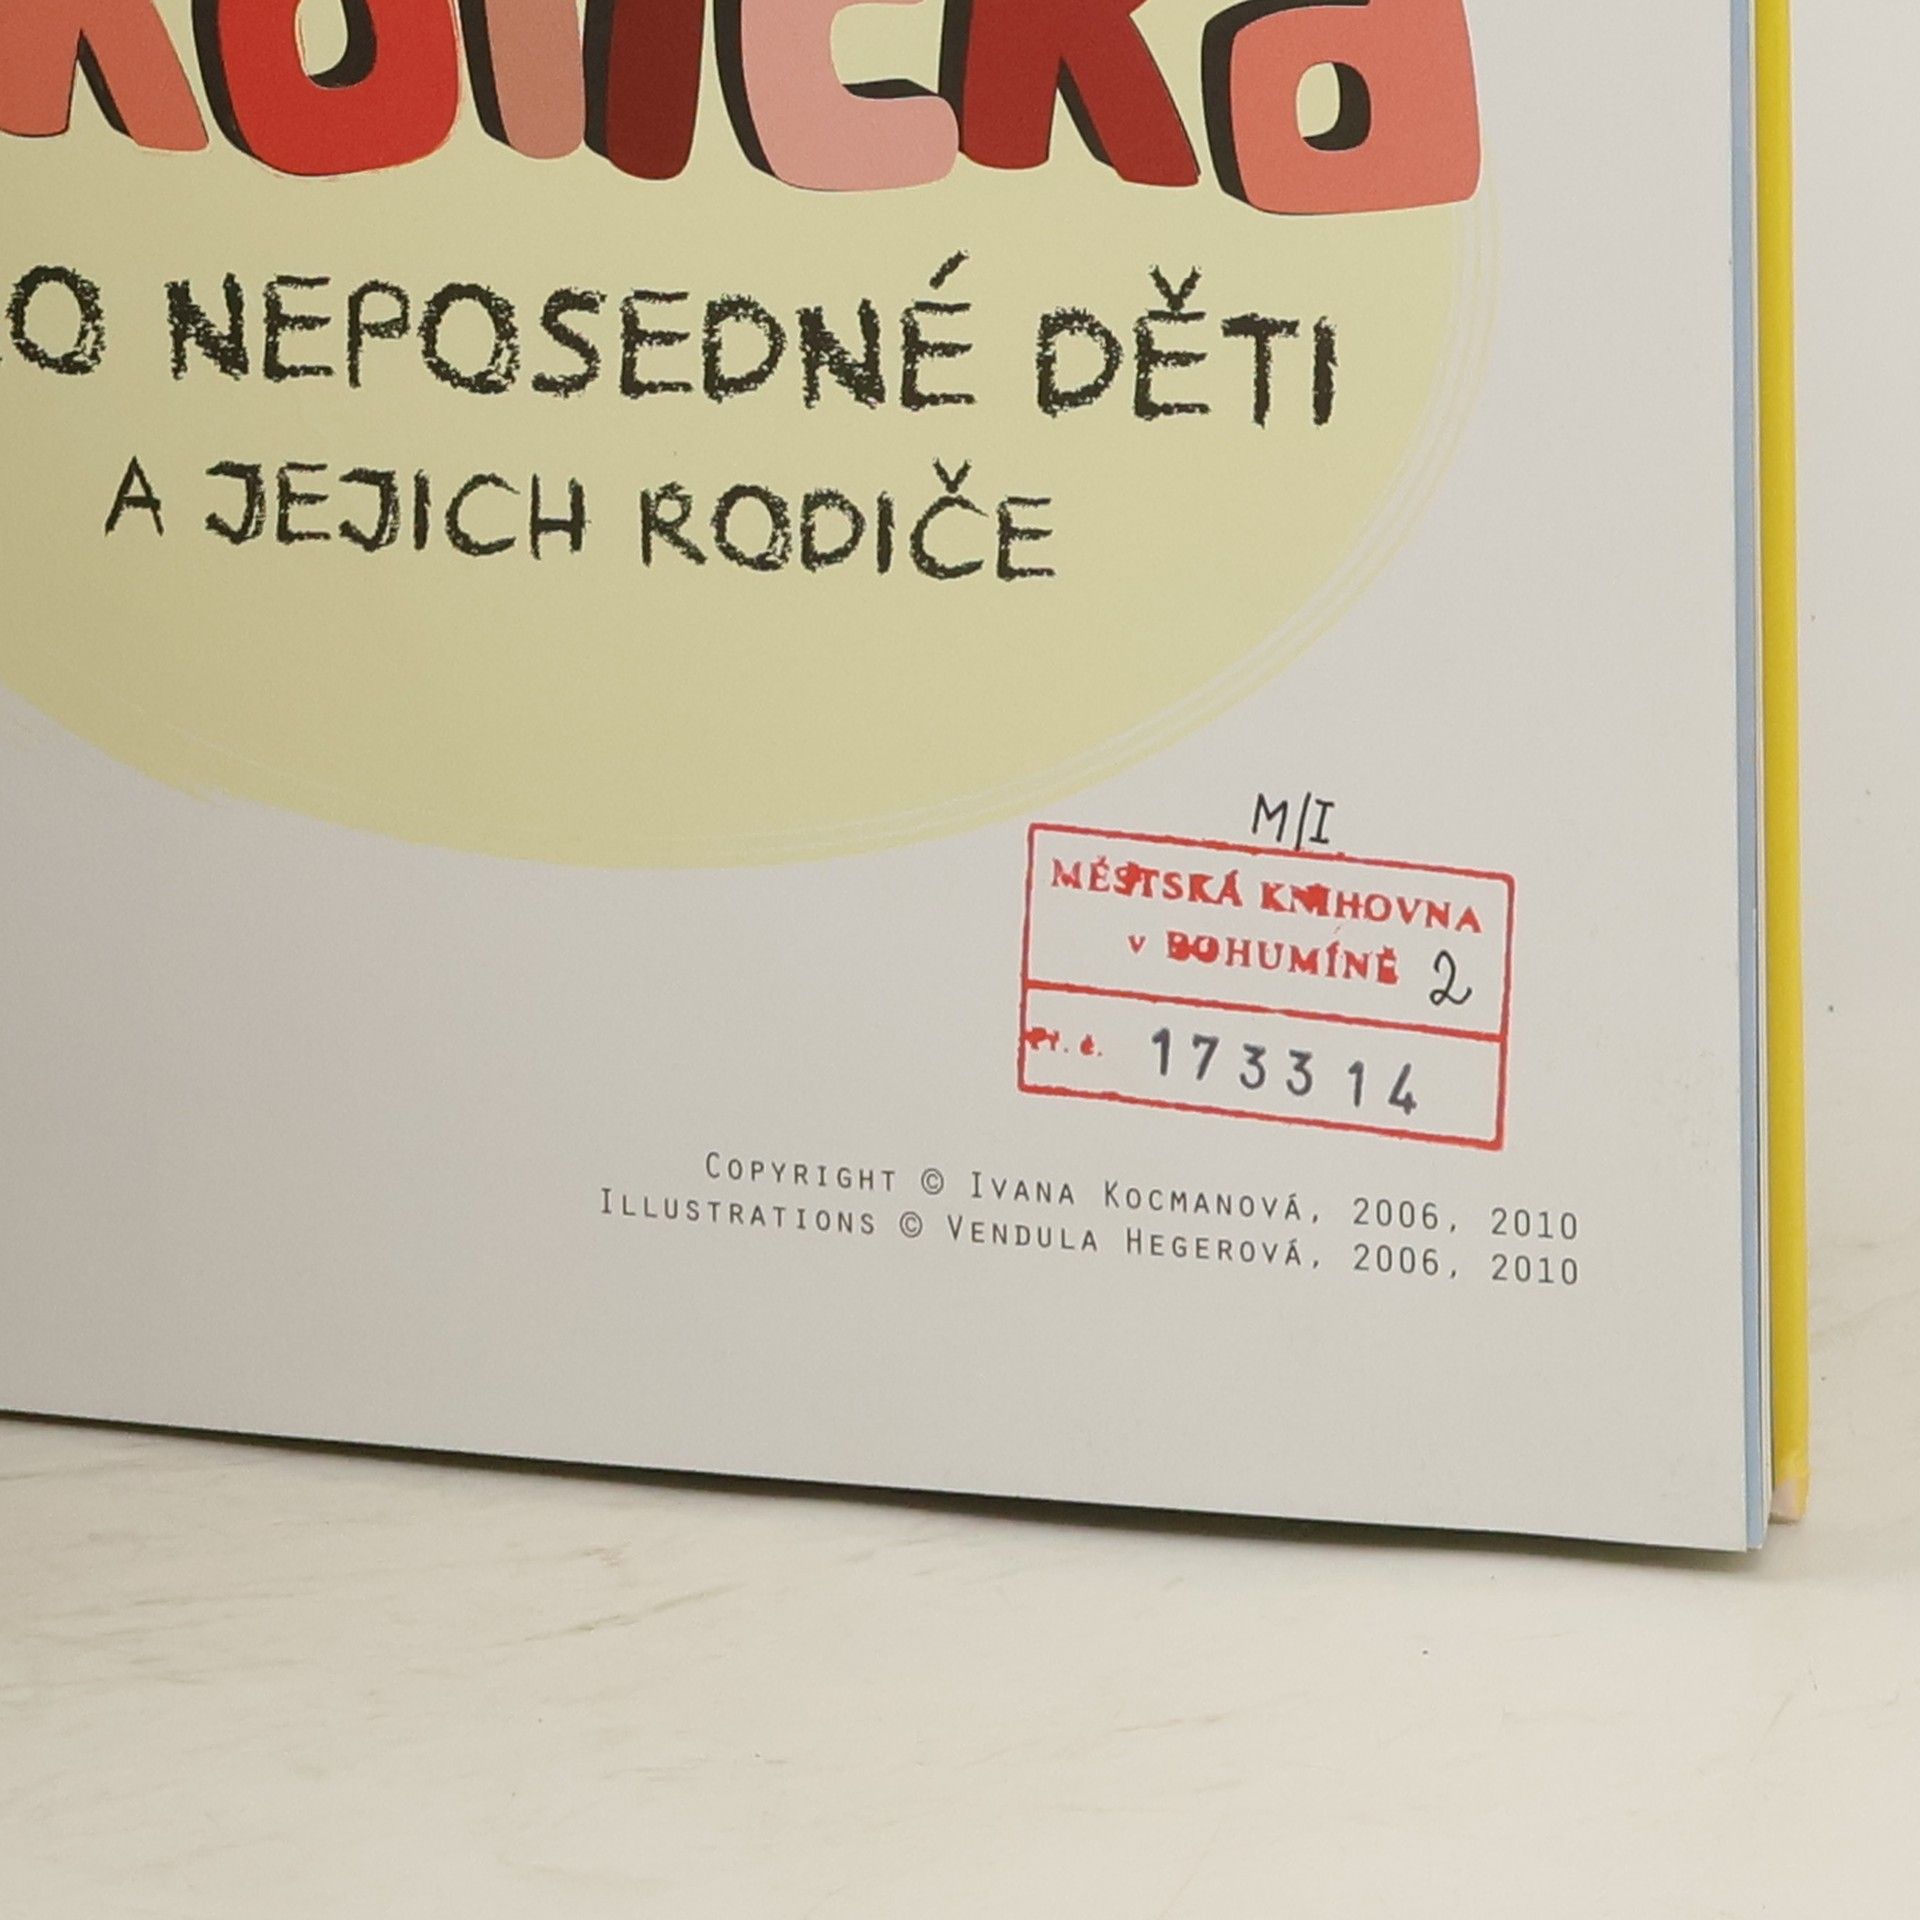 NEPOSEDNÉ DĚTI
A JEJICH RODIČE
M/I
MĚSTSKÁ KNIHOVNA
v BOHUMÍNĚ 2
Př. č. 173314
Copyright © Ivana Kocmanová, 2006, 2010
Illustrations © Vendula Hegerová, 2006, 2010